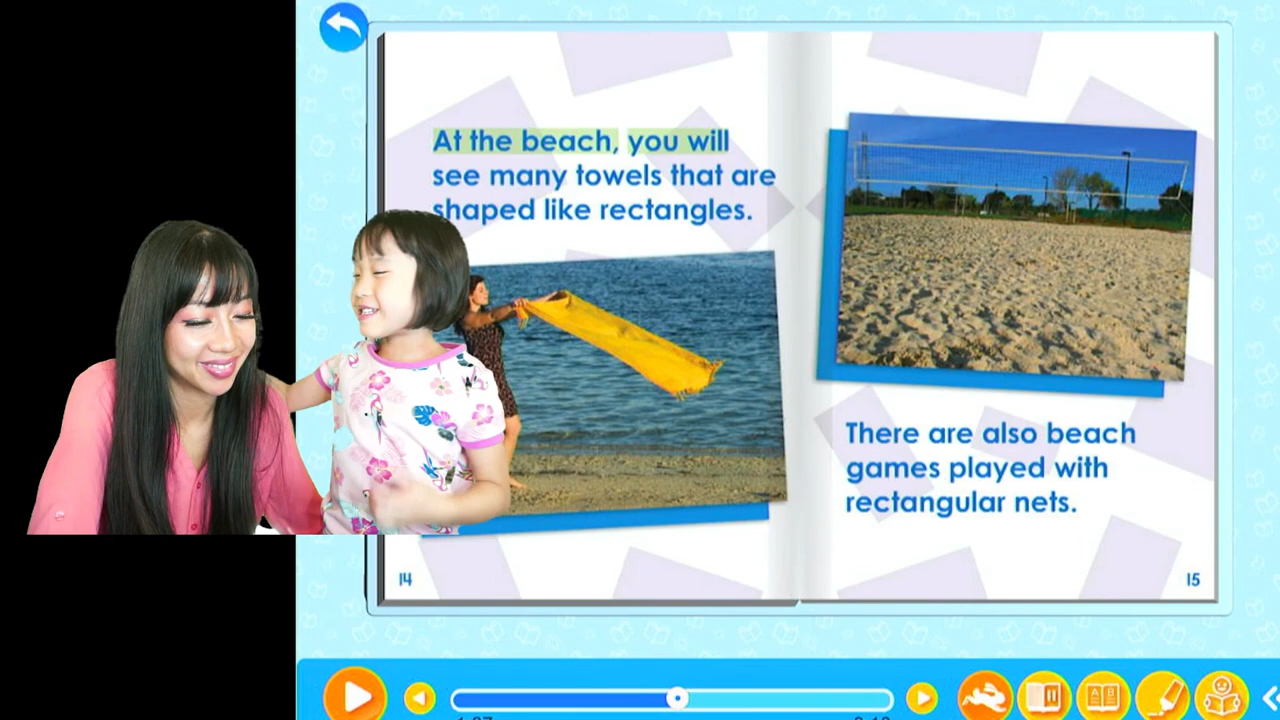 At the beach, you will
see many towels that are
shaped like rectangles.
There are also beach
games played with
rectangular nets.
14
15